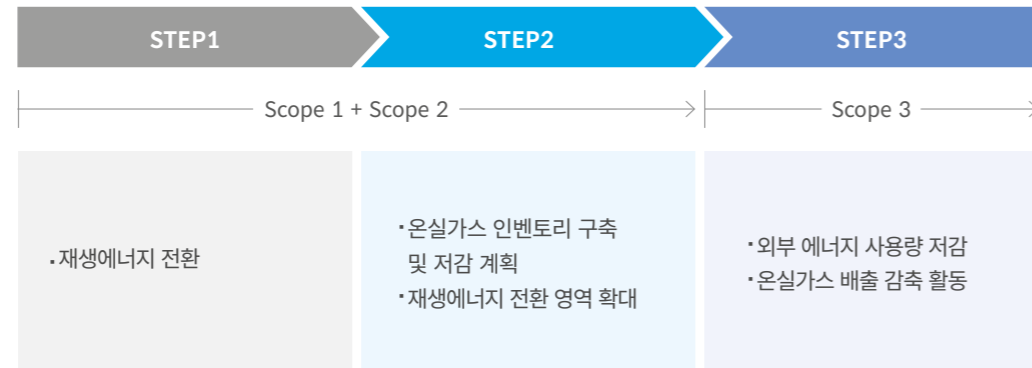 STEP1
STEP2
STEP3
Scope 1 + Scope 2
Scope 3
·재생에너지 전환
·온실가스 인벤토리 구축
및 저감 계획
·재생에너지 전환 영역 확대
·외부 에너지 사용량 저감
·온실가스 배출 감축 활동